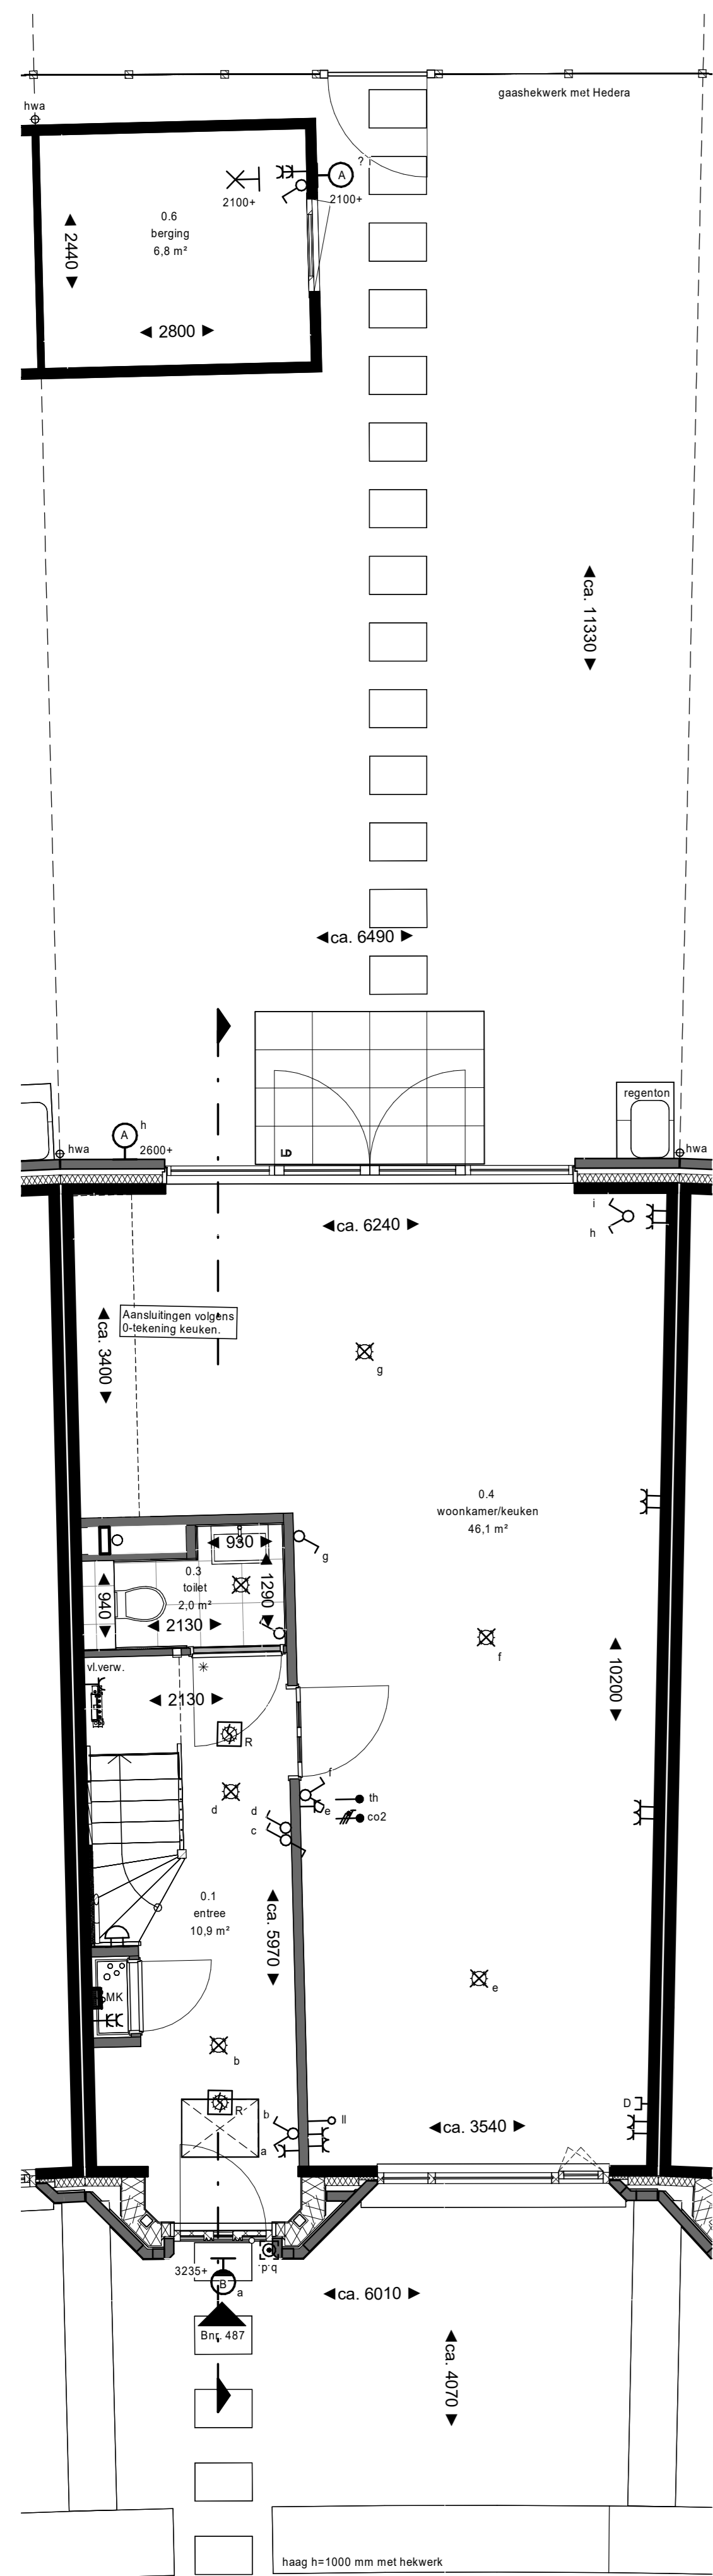 gaashekwerk met Hedera
hwa
?
A
2100+
2100+
0.6
berging
6,8 m²
2440
2800
ca. 11330
ca. 6490
regenton
h
A
2600+
hwa
LD
hwa
i
h
ca. 6240
Aansluitingen volgens
0-tekening keuken.
ca. 3400
g
0.4
woonkamer/keuken
46,1 m²
930
g
0.3
toilet
2,0 m²
1290
940
2130
f
vl.verw.
2130
10200
R
f
th
d
d
e
co2
c
0.1
entree
10,9 m²
ca. 5970
e
MK
b
R
D
b
ll
a
ca. 3540
3235+
p.d.
B
a
ca. 6010
Bnr. 487
ca. 4070
haag h=1000 mm met hekwerk